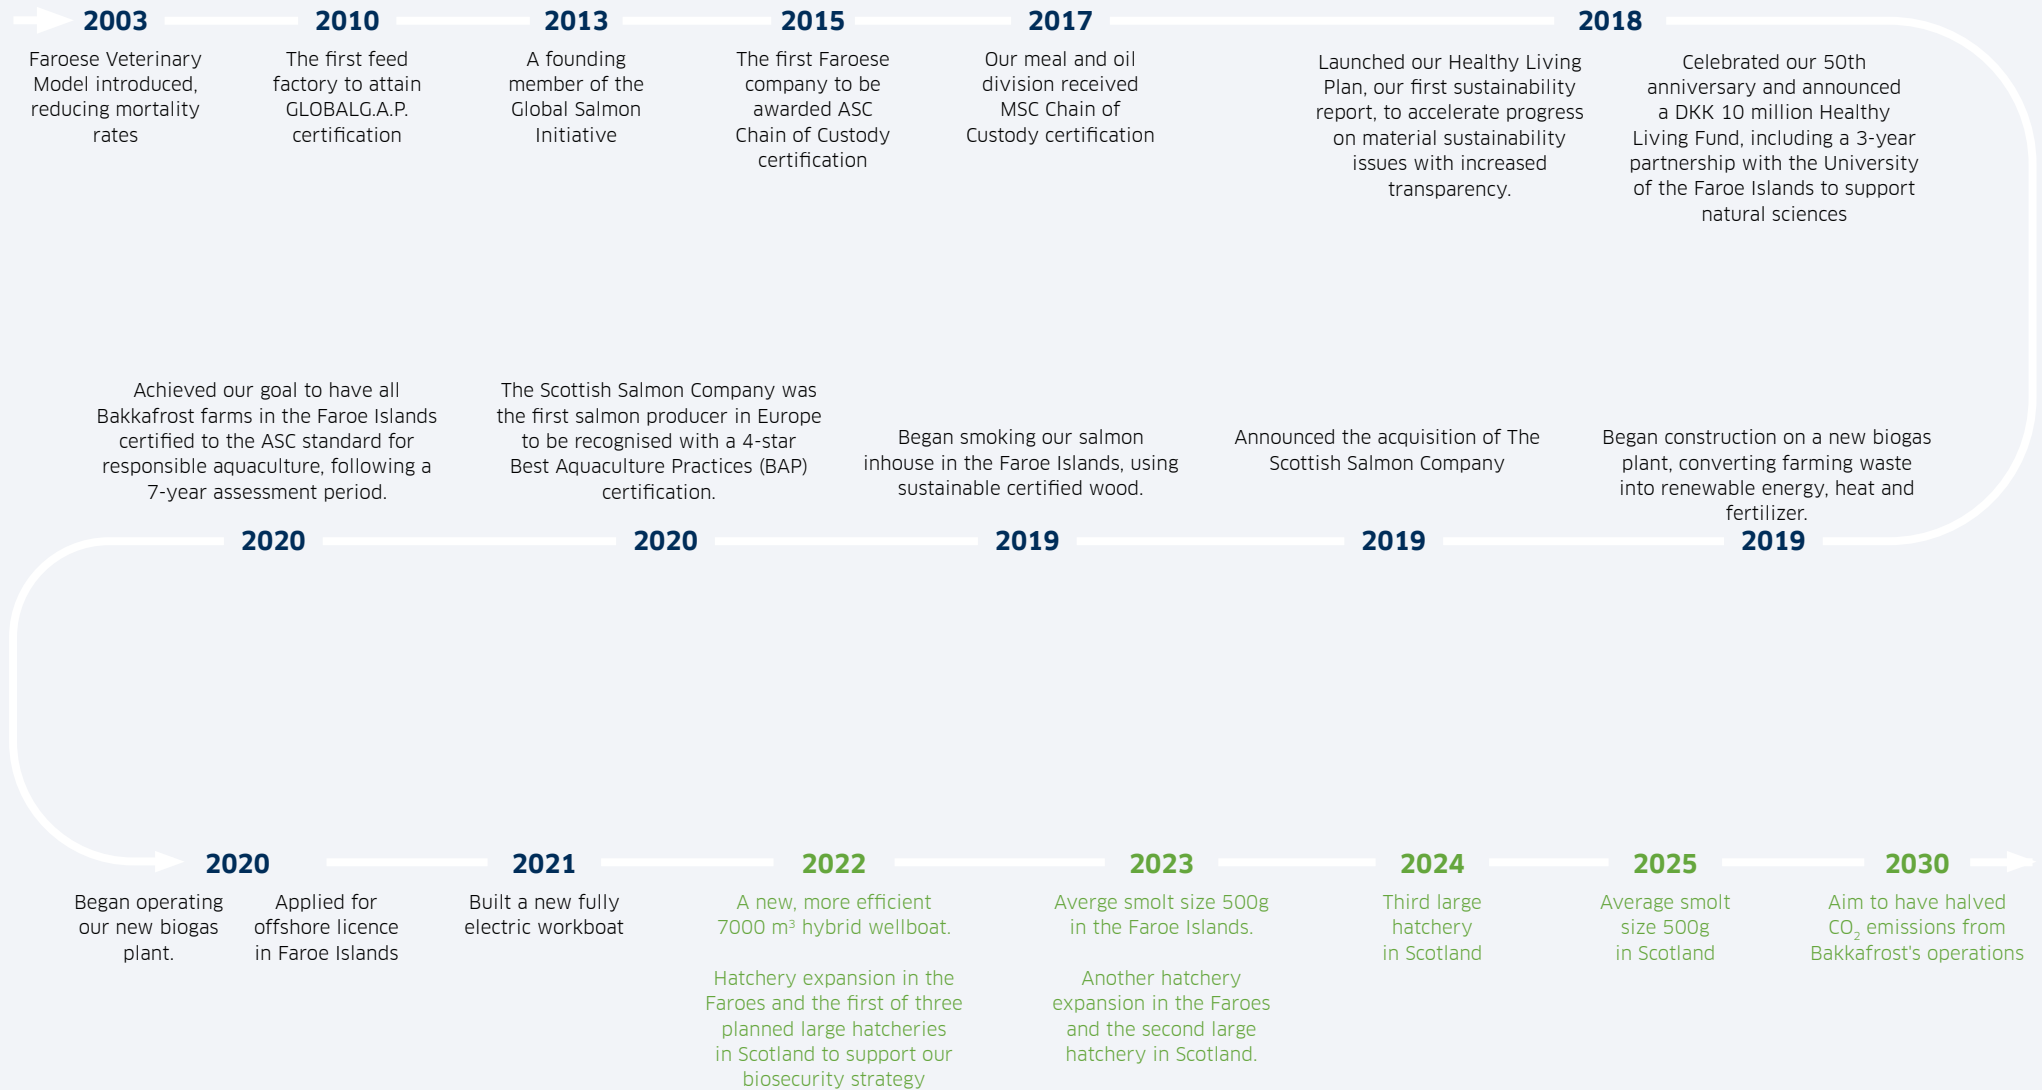 2003
Faroese Veterinary
Model introduced,
reducing mortality
rates
2010
The first feed
factory to attain
GLOBALG.A.P.
certification
2013
A founding
member of the
Global Salmon
Initiative
2015
The first Faroese
company to be
awarded ASC
Chain of Custody
certification
2017
Our meal and oil
division received
MSC Chain of
Custody certification
2018
Launched our Healthy Living
Plan, our first sustainability
report, to accelerate progress
on material sustainability
issues with increased
transparency.
Celebrated our 50th
anniversary and announced
a DKK 10 million Healthy
Living Fund, including a 3-year
partnership with the University
of the Faroe Islands to support
natural sciences
Began construction on a new biogas
plant, converting farming waste
into renewable energy, heat and
fertilizer.
2019
Announced the acquisition of The
Scottish Salmon Company
2019
Began smoking our salmon
inhouse in the Faroe Islands, using
sustainable certified wood.
2019
The Scottish Salmon Company was
the first salmon producer in Europe
to be recognised with a 4-star
Best Aquaculture Practices (BAP)
certification.
2020
Achieved our goal to have all
Bakkafrost farms in the Faroe Islands
certified to the ASC standard for
responsible aquaculture, following a
7-year assessment period.
2020
2020
Began operating
our new biogas
plant.
Applied for
offshore licence
in Faroe Islands
2021
Built a new fully
electric workboat
2022
A new, more efficient
7000 m³ hybrid wellboat.
Hatchery expansion in the
Faroes and the first of three
planned large hatcheries
in Scotland to support our
biosecurity strategy
2023
Averge smolt size 500g
in the Faroe Islands.
Another hatchery
expansion in the Faroes
and the second large
hatchery in Scotland.
2024
Third large
hatchery
in Scotland
2025
Average smolt
size 500g
in Scotland
2030
Aim to have halved
CO₂ emissions from
Bakkafrost's operations